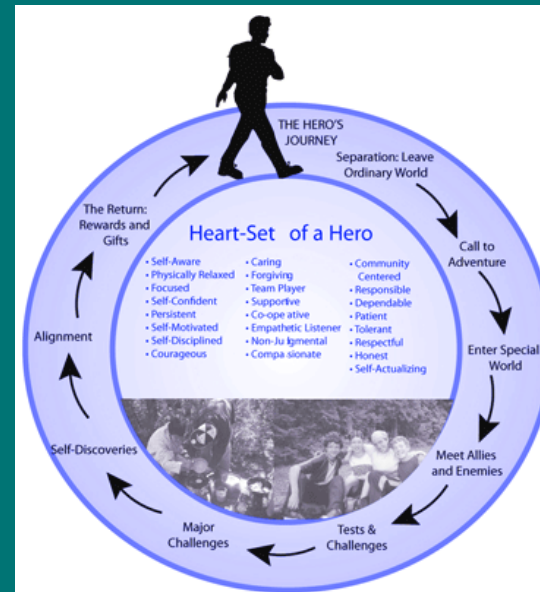 THE HERO'S
JOURNEY
Separation: Leave
Ordinary World
Call to
Adventure
Enter Special
World
Meet Allies
and Enemies
Tests &
Challenges
Major
Challenges
Self-Discoveries
Alignment
The Return:
Rewards and
Gifts
Heart-Set of a Hero
• Self-Aware
• Physically Relaxed
• Focused
• Self-Confident
• Persistent
• Self-Motivated
• Self-Disciplined
• Courageous
• Caring
• Forgiving
• Team Player
• Supportive
• Co-ope ative
• Empathetic Listener
• Non-Ju lgmental
• Compa sionate
• Community
Centered
• Responsible
• Dependable
• Patient
• Tolerant
• Respectful
• Honest
• Self-Actualizing